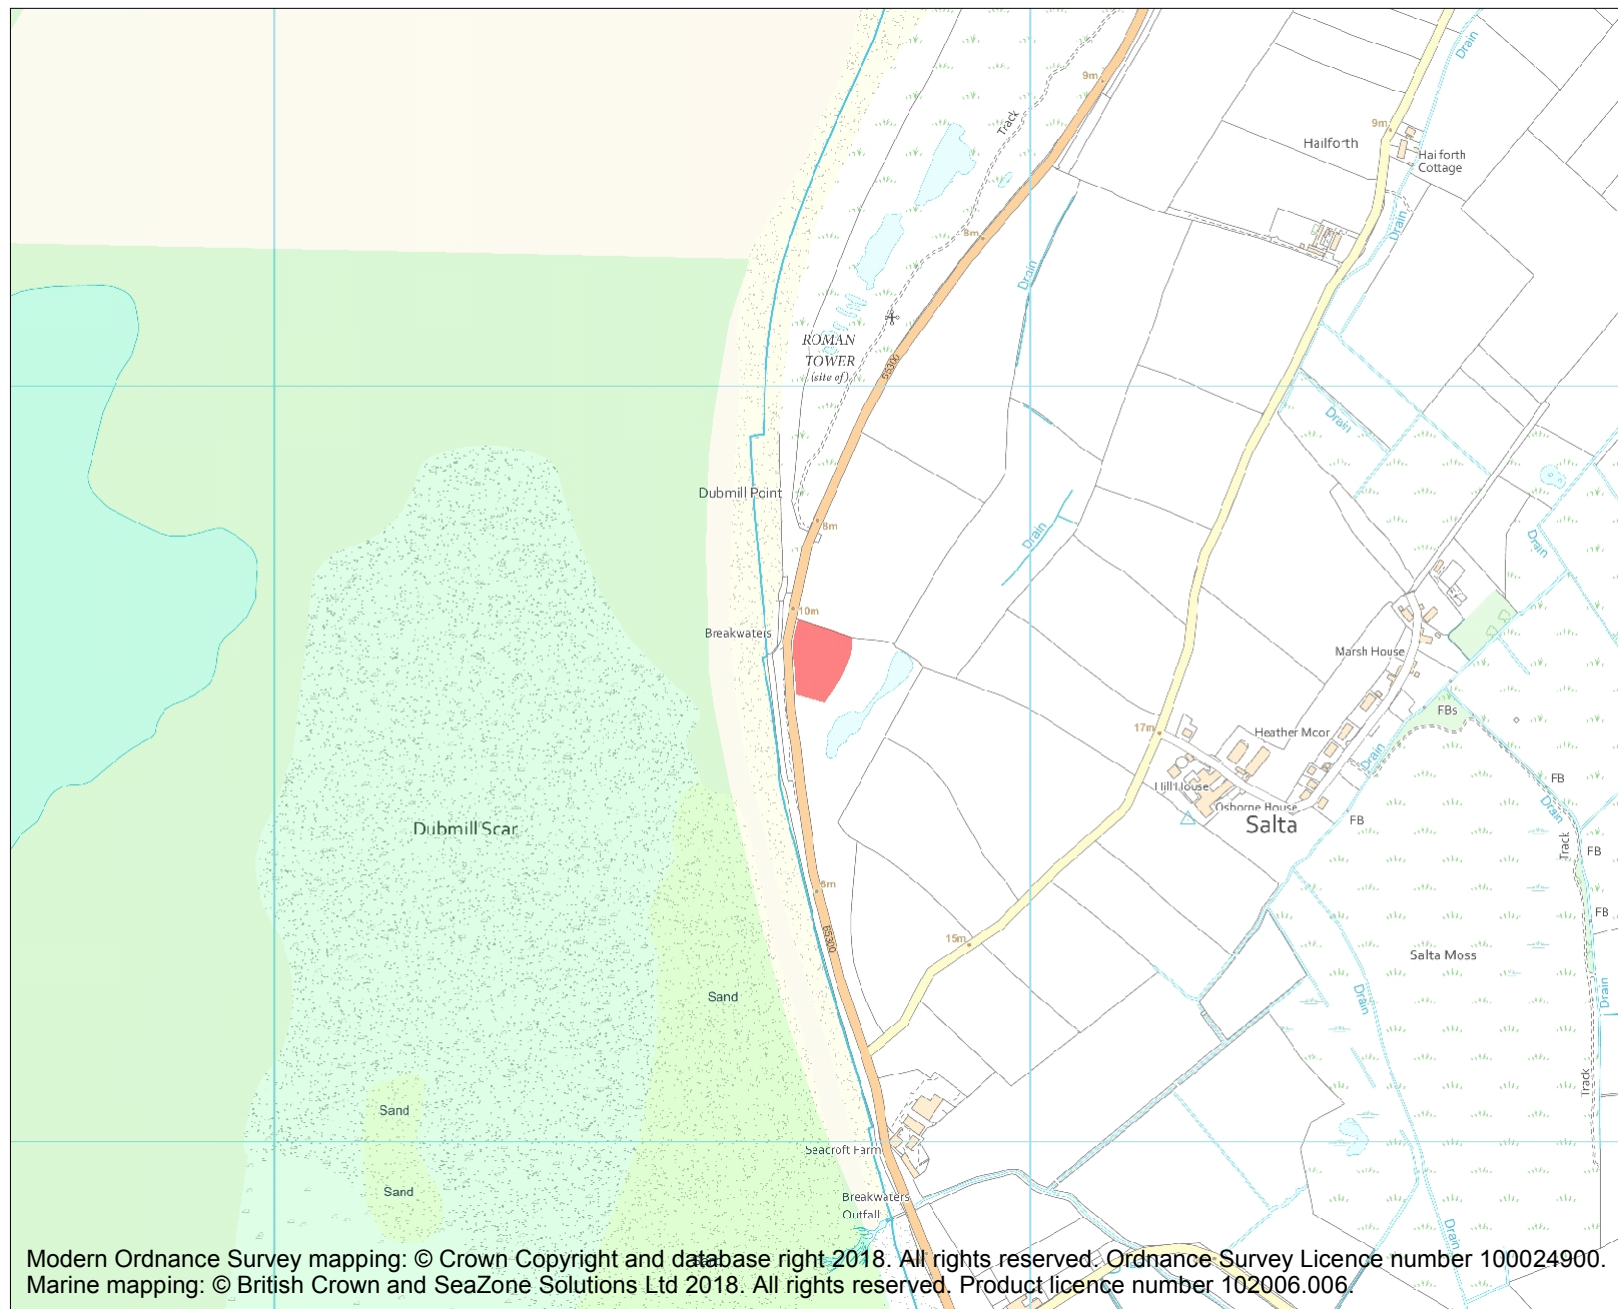 Drain
9m
Track
9m
Hailforth
Hailforth
Cottage
Drain
8m
Drain
ROMAN
TOWER
(site of)
B5300
Drain
Dubmill Point
8m
Drain
Drain
10m
Breakwaters
Marsh House
FBs
17m
Heather Moor
Drain
FB
Hill House
Osborne House
Drain
Salta
FB
Dubmill Scar
Track
FB
6m
FB
B5300
15m
Salta Moss
Sand
Drain
Drain
Track
Sand
Seacroft Farm
Sand
Breakwaters
Outfall
Drain
Modern Ordnance Survey mapping: © Crown Copyright and database right 2018. All rights reserved. Ordnance Survey Licence number 100024900.
Marine mapping: © British Crown and SeaZone Solutions Ltd 2018. All rights reserved. Product licence number 102006.006.